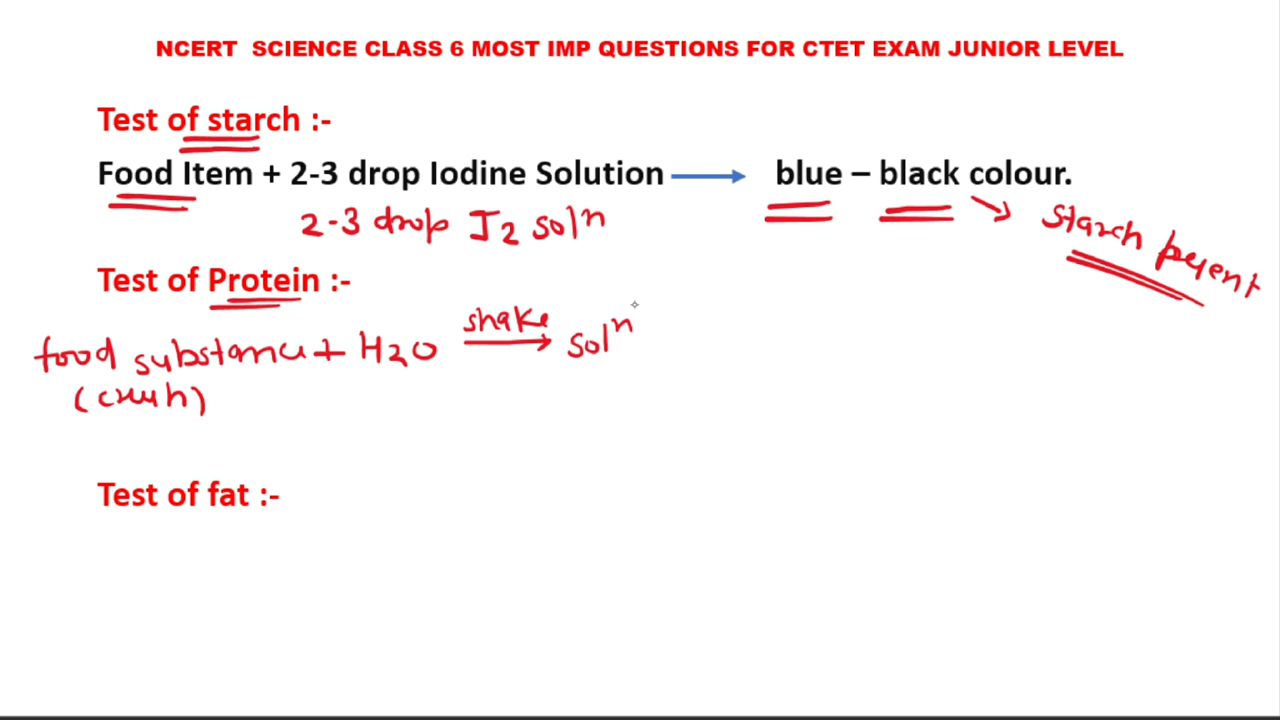 NCERT SCIENCE CLASS 6 MOST IMP QUESTIONS FOR CTET EXAM JUNIOR LEVEL
Test of starch :-
Food Item + 2-3 drop Iodine Solution → blue – black colour.
2-3 drop I2 solⁿ
starch
Test of Protein :-
shake
food + H2O → solⁿ
Test of fat :-